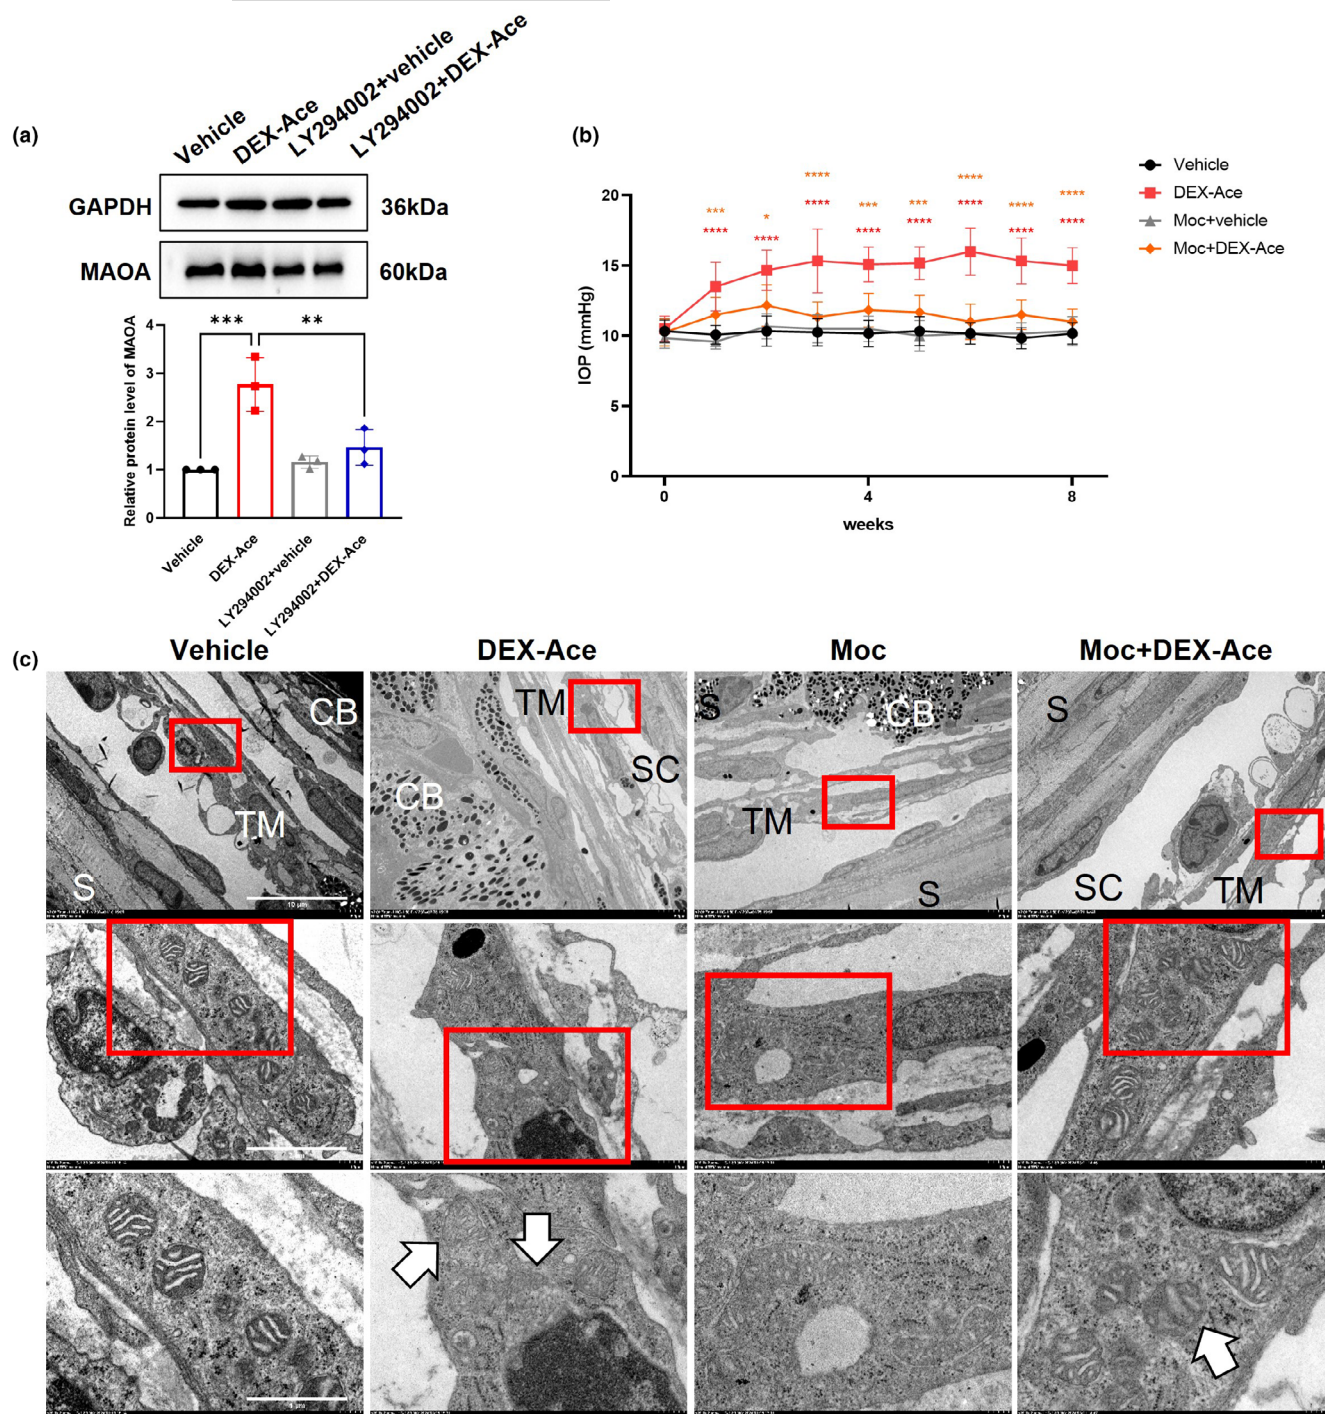 (a)
Vehicle
DEX-Ace
LY294002+vehicle
LY294002+DEX-Ace
GAPDH
36kDa
MAOA
60kDa
Relative protein level of MAOA
4
3
2
1
0
***
**
Vehicle
DEX-Ace
LY294002+vehicle
LY294002+DEX-Ace
(b)
IOP (mmHg)
20
15
10
5
0
*** * **** *** *** **** **** ****
**** **** **** **** **** **** **** ****
0 4 8
weeks
Vehicle
DEX-Ace
Moc+vehicle
Moc+DEX-Ace
(c)
Vehicle DEX-Ace Moc Moc+DEX-Ace
CB
TM
S
10 μm
TM
SC
CB
S
CB
TM
S
S
SC
TM